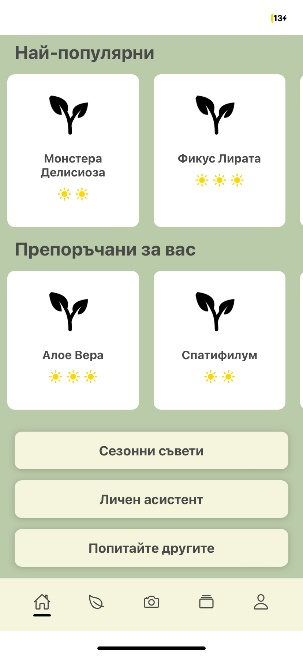 13
Най-популярни
Монстера
Делисиоза
Фикус Лирата
Препоръчани за вас
Алое Вера
Спатифилум
Сезонни съвети
Личен асистент
Попитайте другите